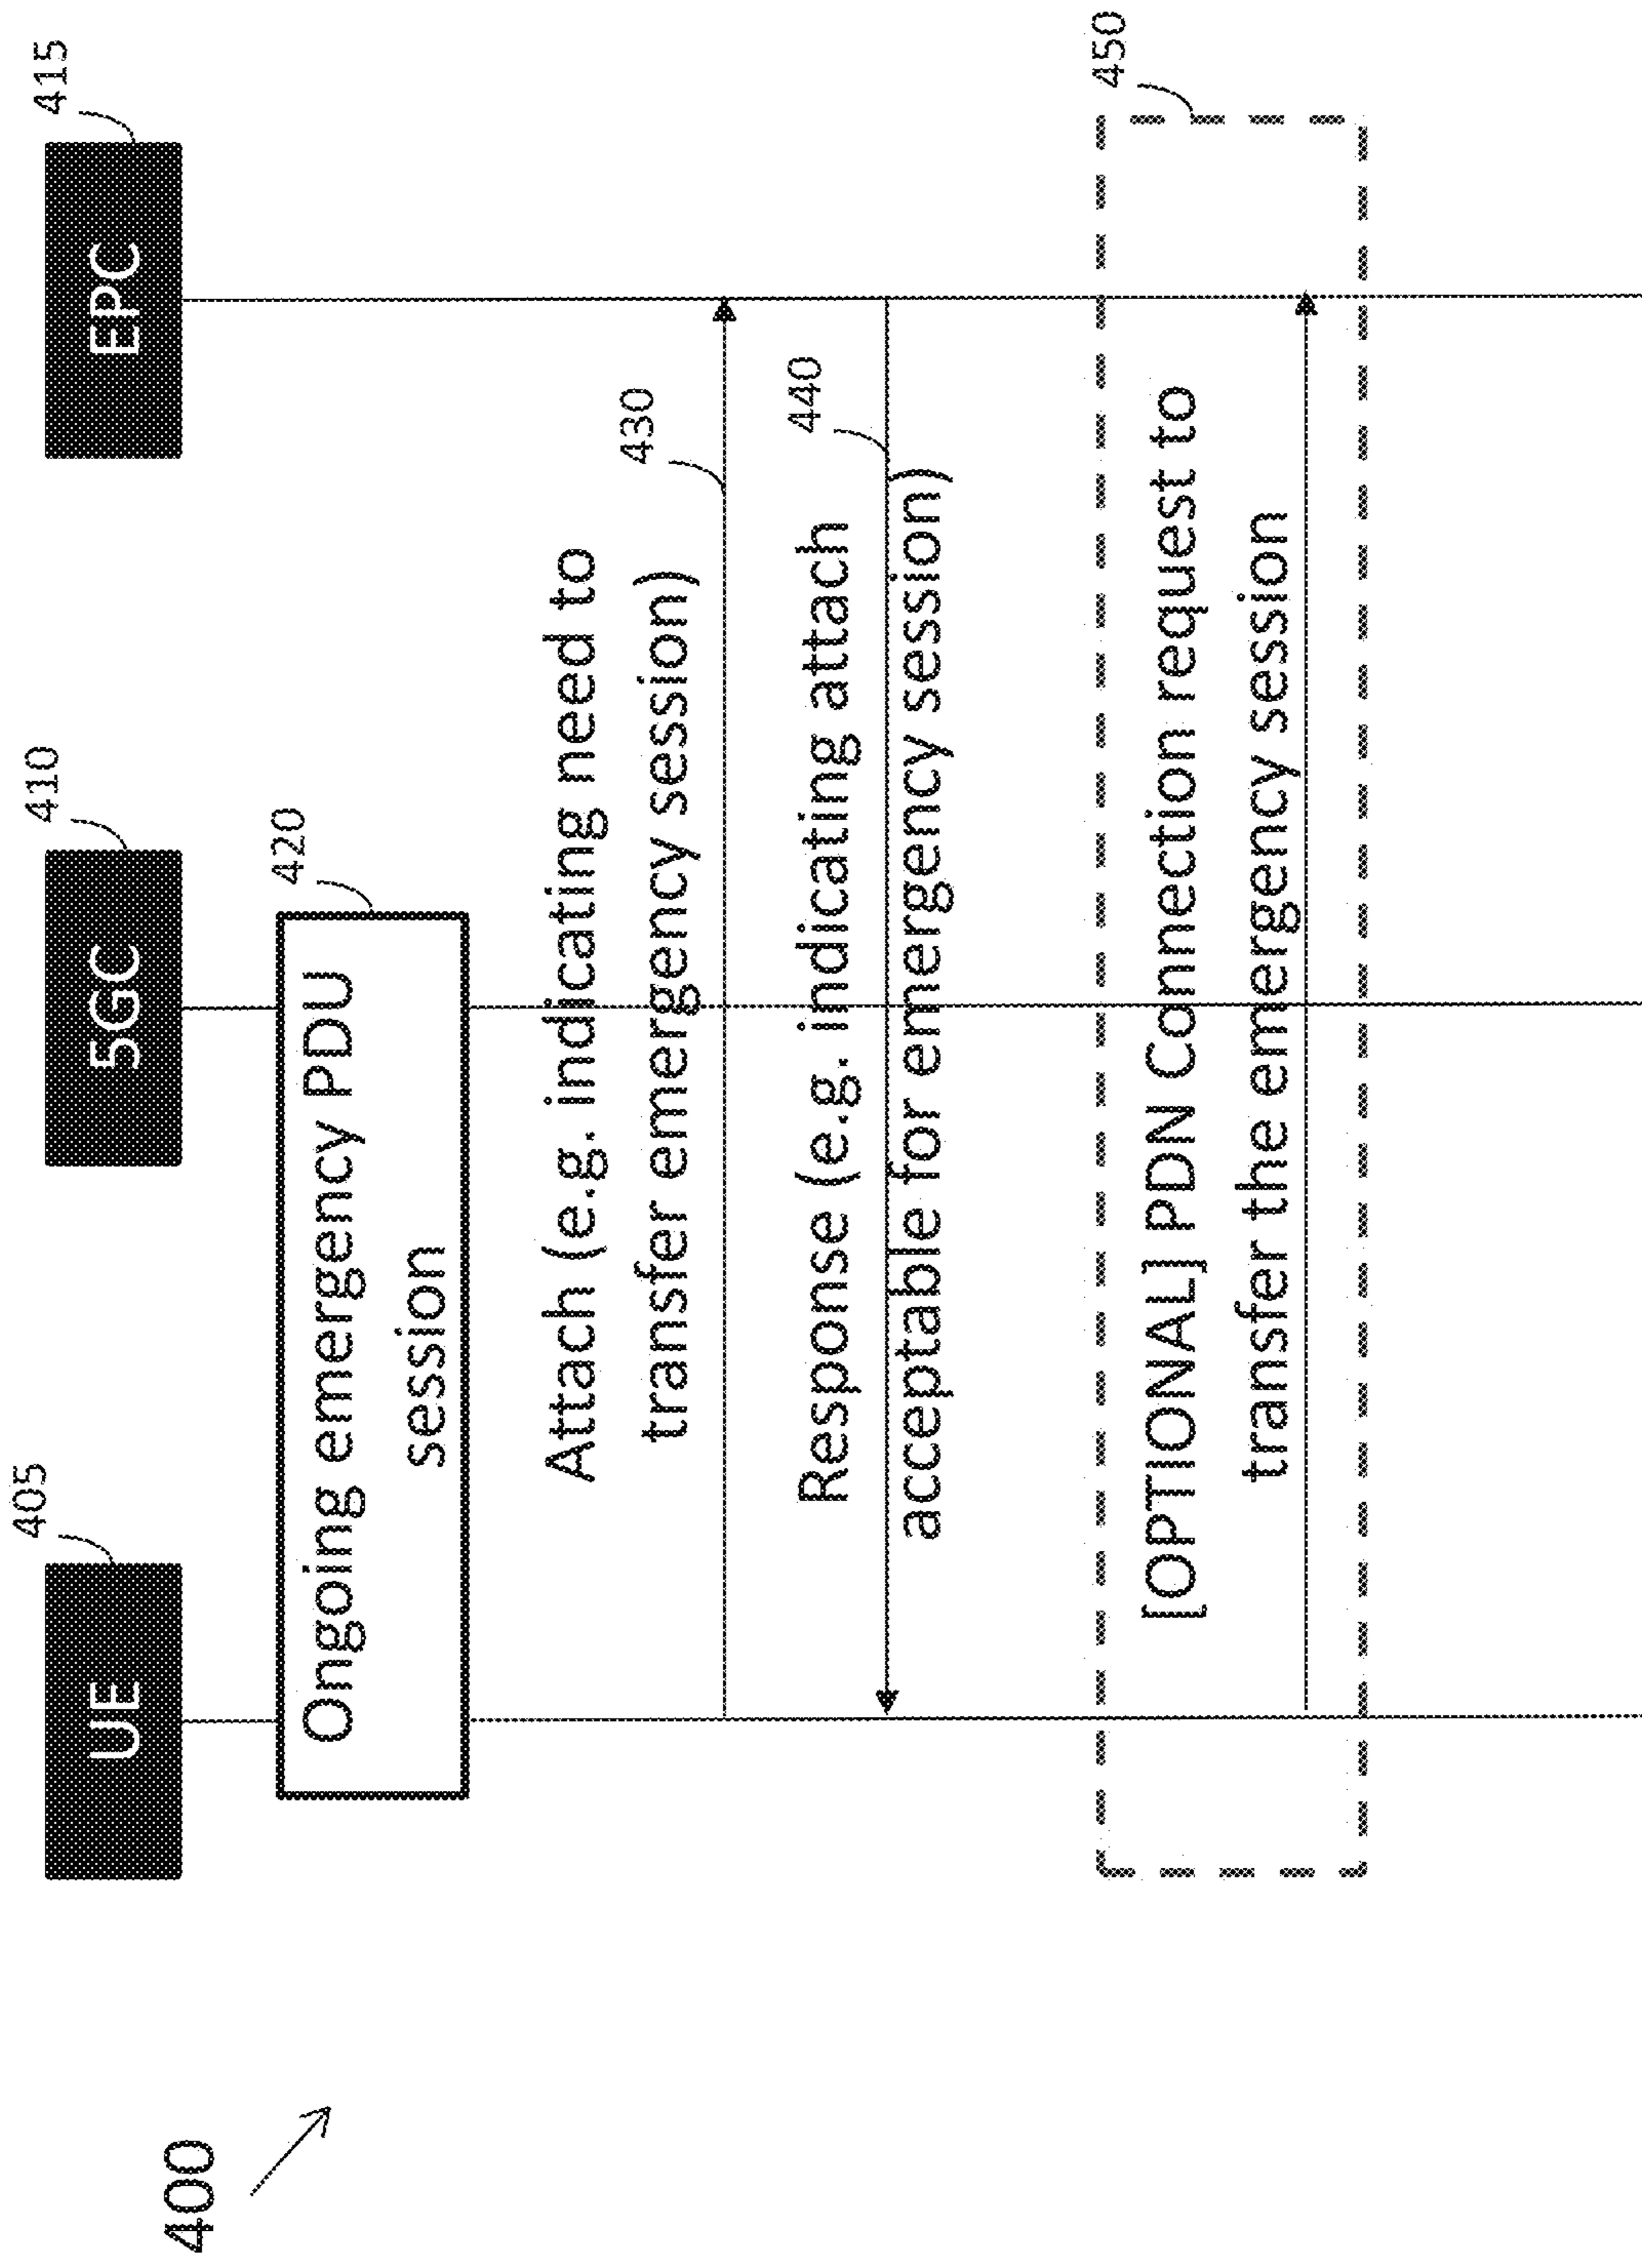 400
405
UE
410
5GC
415
EPC
420
Ongoing emergency PDU
session
Attach (e.g. indicating need to
transfer emergency session)
430
Response (e.g. indicating attach
acceptable for emergency session)
440
450
[OPTIONAL] PDN Connection request to
transfer the emergency session